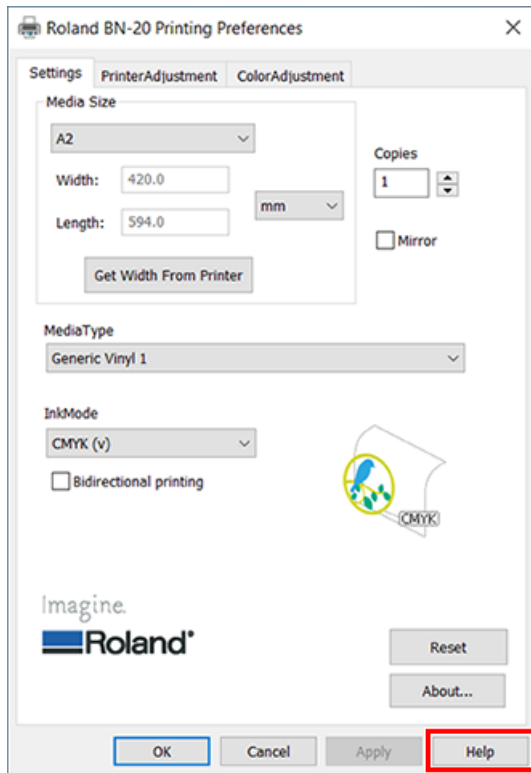 Roland BN-20 Printing Preferences
Settings PrinterAdjustment ColorAdjustment
Media Size
A2
Width: 420.0
Length: 594.0
mm
Get Width From Printer
Copies
1
Mirror
MediaType
Generic Vinyl 1
InkMode
CMYK (v)
Bidirectional printing
CMYK
Imagine.
Roland
Reset
About...
OK Cancel Apply Help